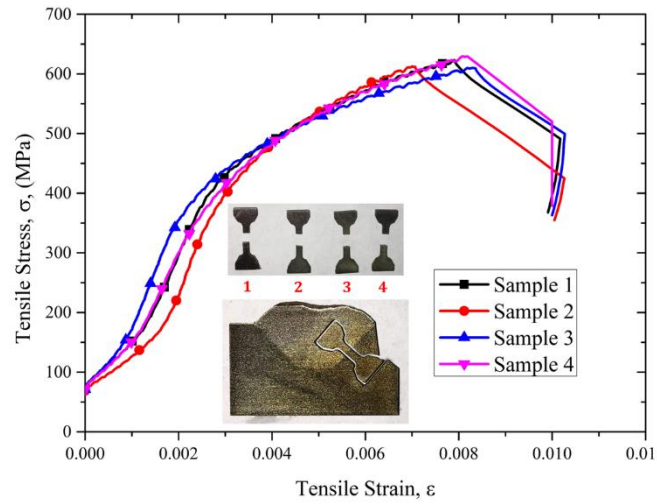 700
600
500
400
300
200
100
0
Tensile Stress, σ, (MPa)
1 2 3 4
Sample 1
Sample 2
Sample 3
Sample 4
0.000 0.002 0.004 0.006 0.008 0.010 0.01
Tensile Strain, ε